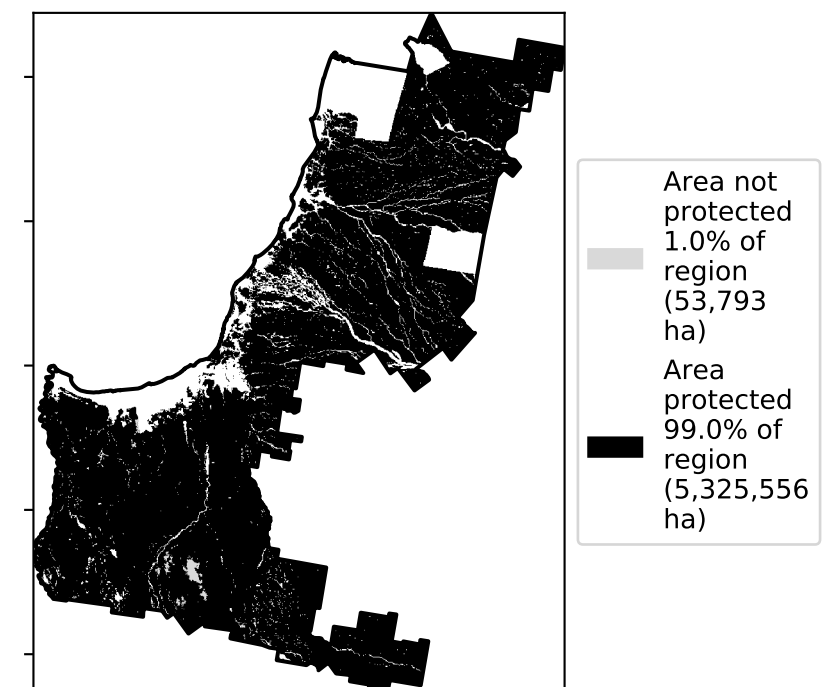 Area not
protected
1.0% of
region
(53,793
ha)
Area
protected
99.0% of
region
(5,325,556
ha)